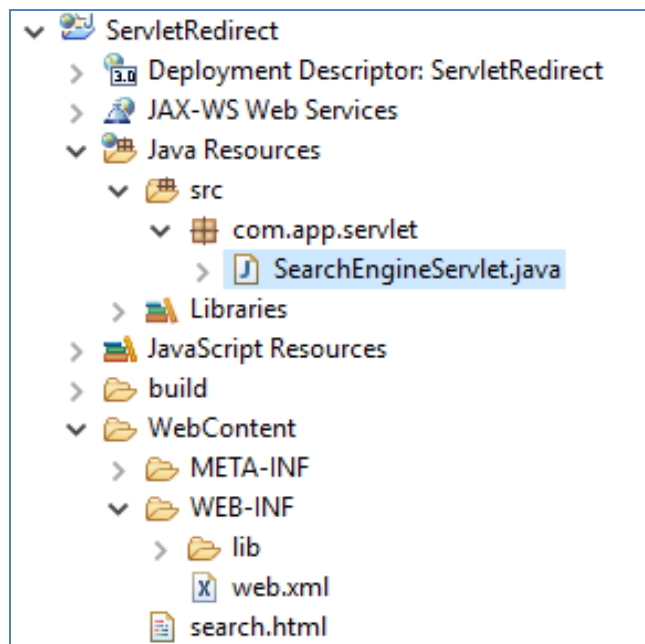 ServletRedirect
3.0 Deployment Descriptor: ServletRedirect
JAX-WS Web Services
Java Resources
src
com.app.servlet
J SearchEngineServlet.java
Libraries
JavaScript Resources
build
WebContent
META-INF
WEB-INF
lib
X web.xml
search.html